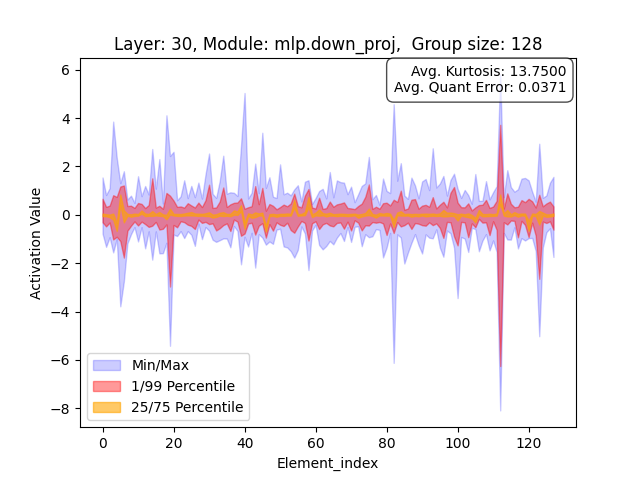 Layer: 30, Module: mlp.down_proj,  Group size: 128
Avg. Kurtosis: 13.7500
Avg. Quant Error: 0.0371
Activation Value
6
4
2
0
−2
−4
−6
−8
Min/Max
1/99 Percentile
25/75 Percentile
0 20 40 60 80 100 120
Element_index